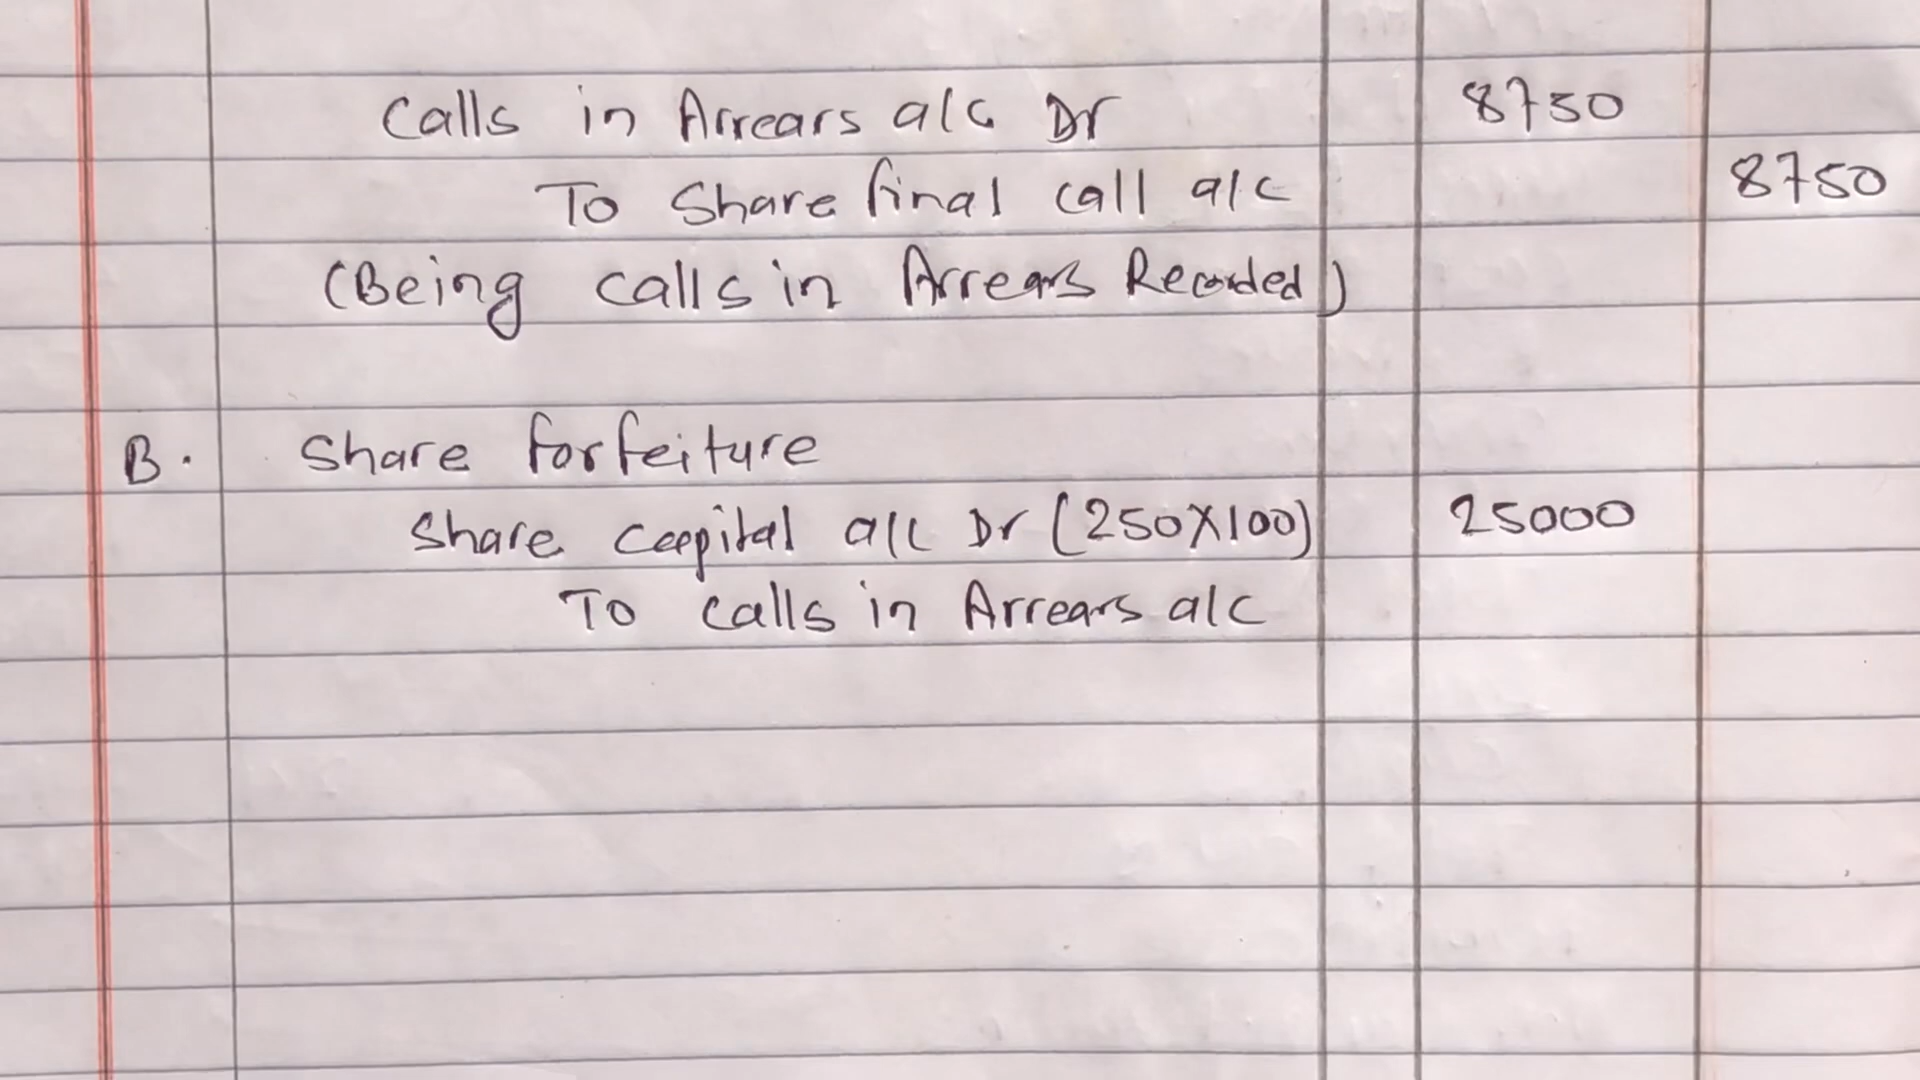 Calls in Arrears a/c Dr 8750
To Share final call a/c 8750
(Being calls in Arrears Recorded)
B. Share forfeiture
Share Capital a/c Dr (250X100) 25000
To calls in Arrears a/c